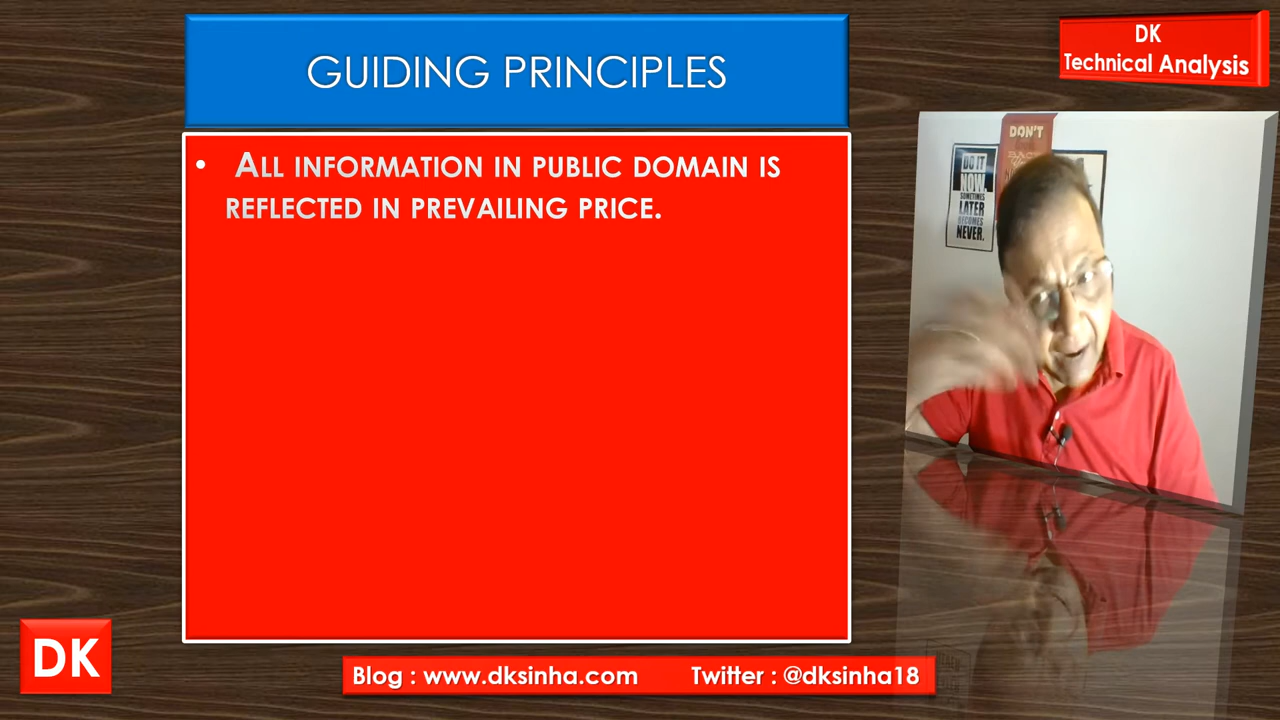 GUIDING PRINCIPLES
DK
Technical Analysis
• ALL INFORMATION IN PUBLIC DOMAIN IS
REFLECTED IN PREVAILING PRICE.
DON'T
DO IT
NOW.
SOMETIMES
LATER
BECOMES
NEVER.
DK
Blog : www.dksinha.com Twitter : @dksinha18